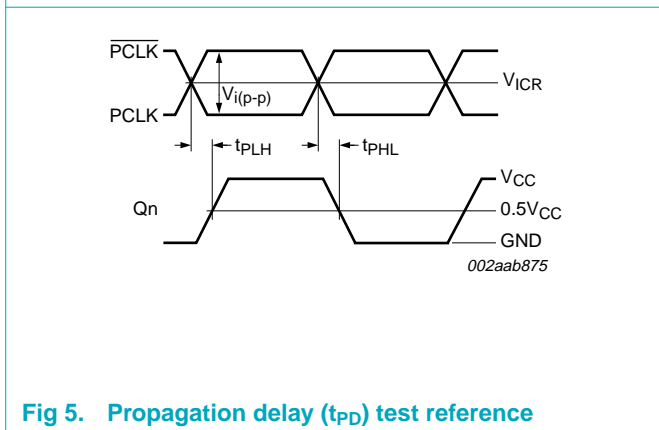 PCLK
Vi(p-p)
VICR
PCLK
tPLH
tPHL
VCC
Qn
0.5VCC
GND
002aab875
Fig 5. Propagation delay (tPD) test reference